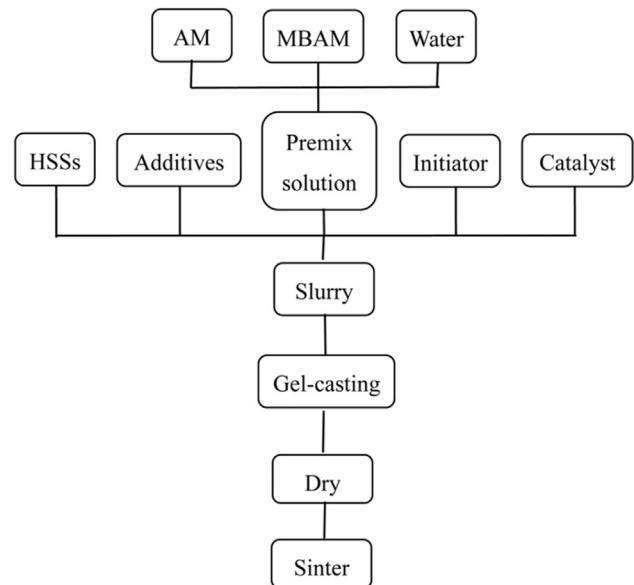 AM
MBAM
Water
HSSs
Additives
Premix
solution
Initiator
Catalyst
Slurry
Gel-casting
Dry
Sinter